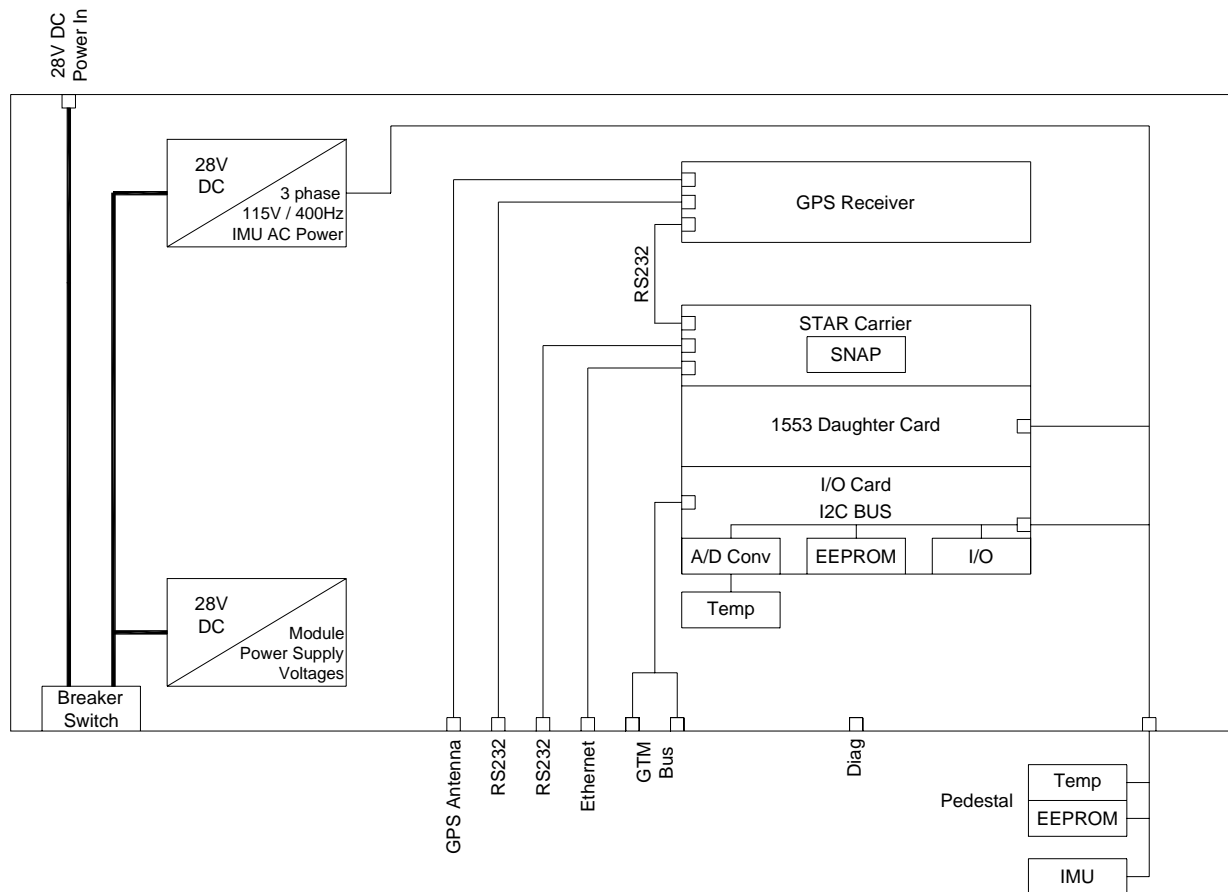 28V DC
Power In
28V
DC
3 phase
115V / 400Hz
IMU AC Power
GPS Receiver
RS232
STAR Carrier
SNAP
1553 Daughter Card
I/O Card
I2C BUS
A/D Conv
EEPROM
I/O
Temp
28V
DC
Module
Power Supply
Voltages
Breaker
Switch
GPS Antenna
RS232
RS232
Ethernet
GTM
Bus
Diag
Pedestal
Temp
EEPROM
IMU